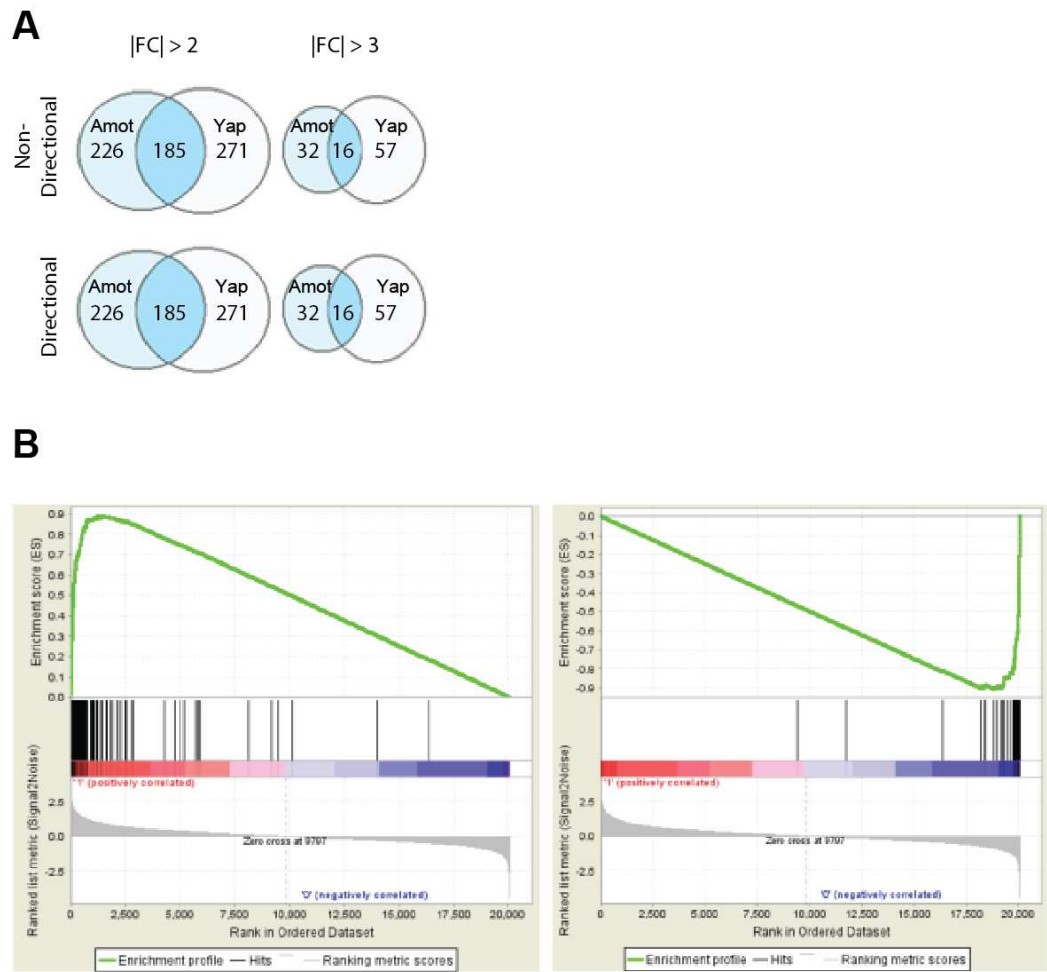 A
|FC| > 2
|FC| > 3
Non-
Directional
Amot
Yap
226
185
271
Amot
Yap
32
16
57
Directional
Amot
Yap
226
185
271
Amot
Yap
32
16
57
B
Enrichment score (ES)
0.9
0.8
0.7
0.6
0.5
0.4
0.3
0.2
0.1
0.0
'1' (positively correlated)
Ranked list metric (Signal2Noise)
2.5
0.0
-2.5
Zero cross at 9797
'0' (negatively correlated)
0
2,500
5,000
7,500
10,000
12,500
15,000
17,500
20,000
Rank in Ordered Dataset
Enrichment profile
Hits
Ranking metric scores
Enrichment score (ES)
0.0
-0.1
-0.2
-0.3
-0.4
-0.5
-0.6
-0.7
-0.8
-0.9
'1' (positively correlated)
Ranked list metric (Signal2Noise)
2.5
0.0
-2.5
Zero cross at 9797
'0' (negatively correlated)
0
2,500
5,000
7,500
10,000
12,500
15,000
17,500
20,000
Rank in Ordered Dataset
Enrichment profile
Hits
Ranking metric scores